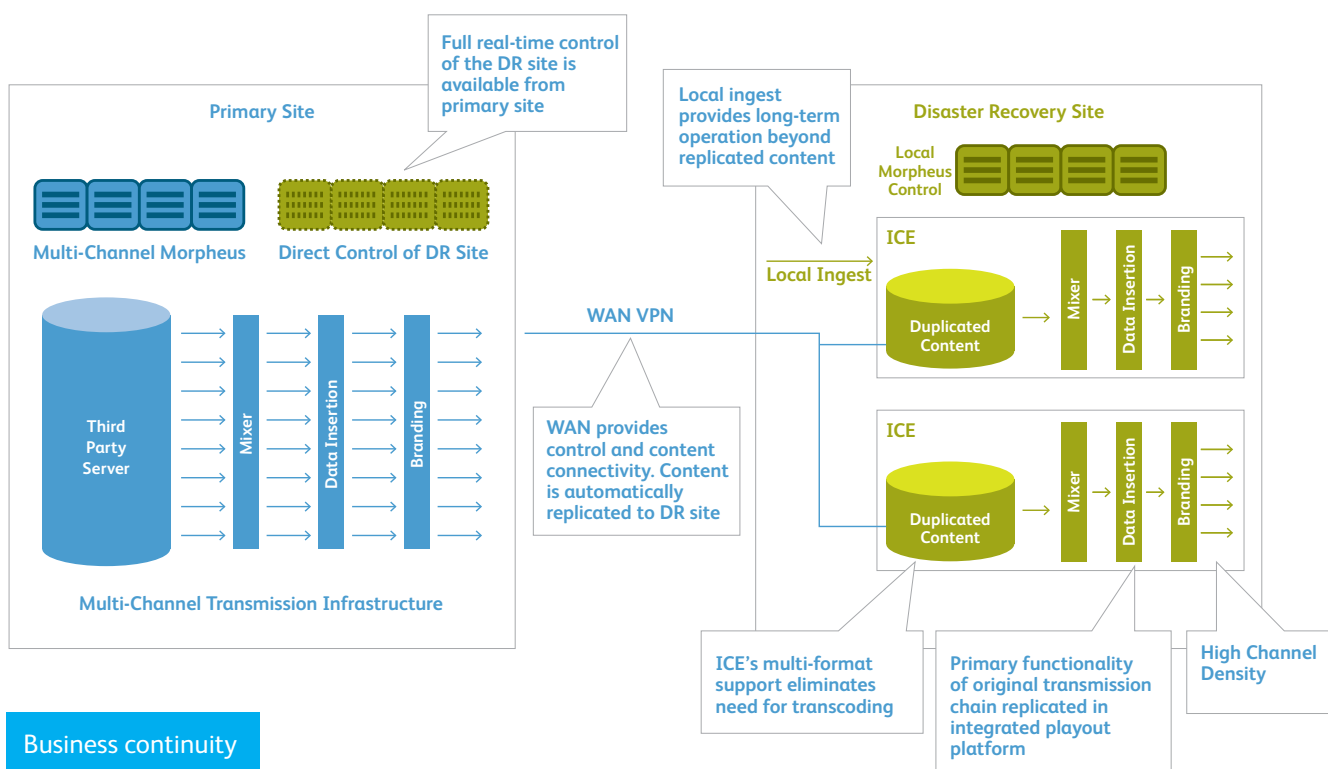 Full real-time control
of the DR site is
available from
primary site
Primary Site
Multi-Channel Morpheus
Direct Control of DR Site
Third
Party
Server
Mixer
Data Insertion
Branding
Multi-Channel Transmission Infrastructure
WAN VPN
WAN provides
control and content
connectivity. Content
is automatically
replicated to DR site
Local ingest
provides long-term
operation beyond
replicated content
Disaster Recovery Site
Local
Morpheus
Control
Local Ingest
ICE
Duplicated
Content
Mixer
Data Insertion
Branding
ICE
Duplicated
Content
Mixer
Data Insertion
Branding
ICE’s multi-format
support eliminates
need for transcoding
Primary functionality
of original transmission
chain replicated in
integrated playout
platform
High Channel
Density
Business continuity